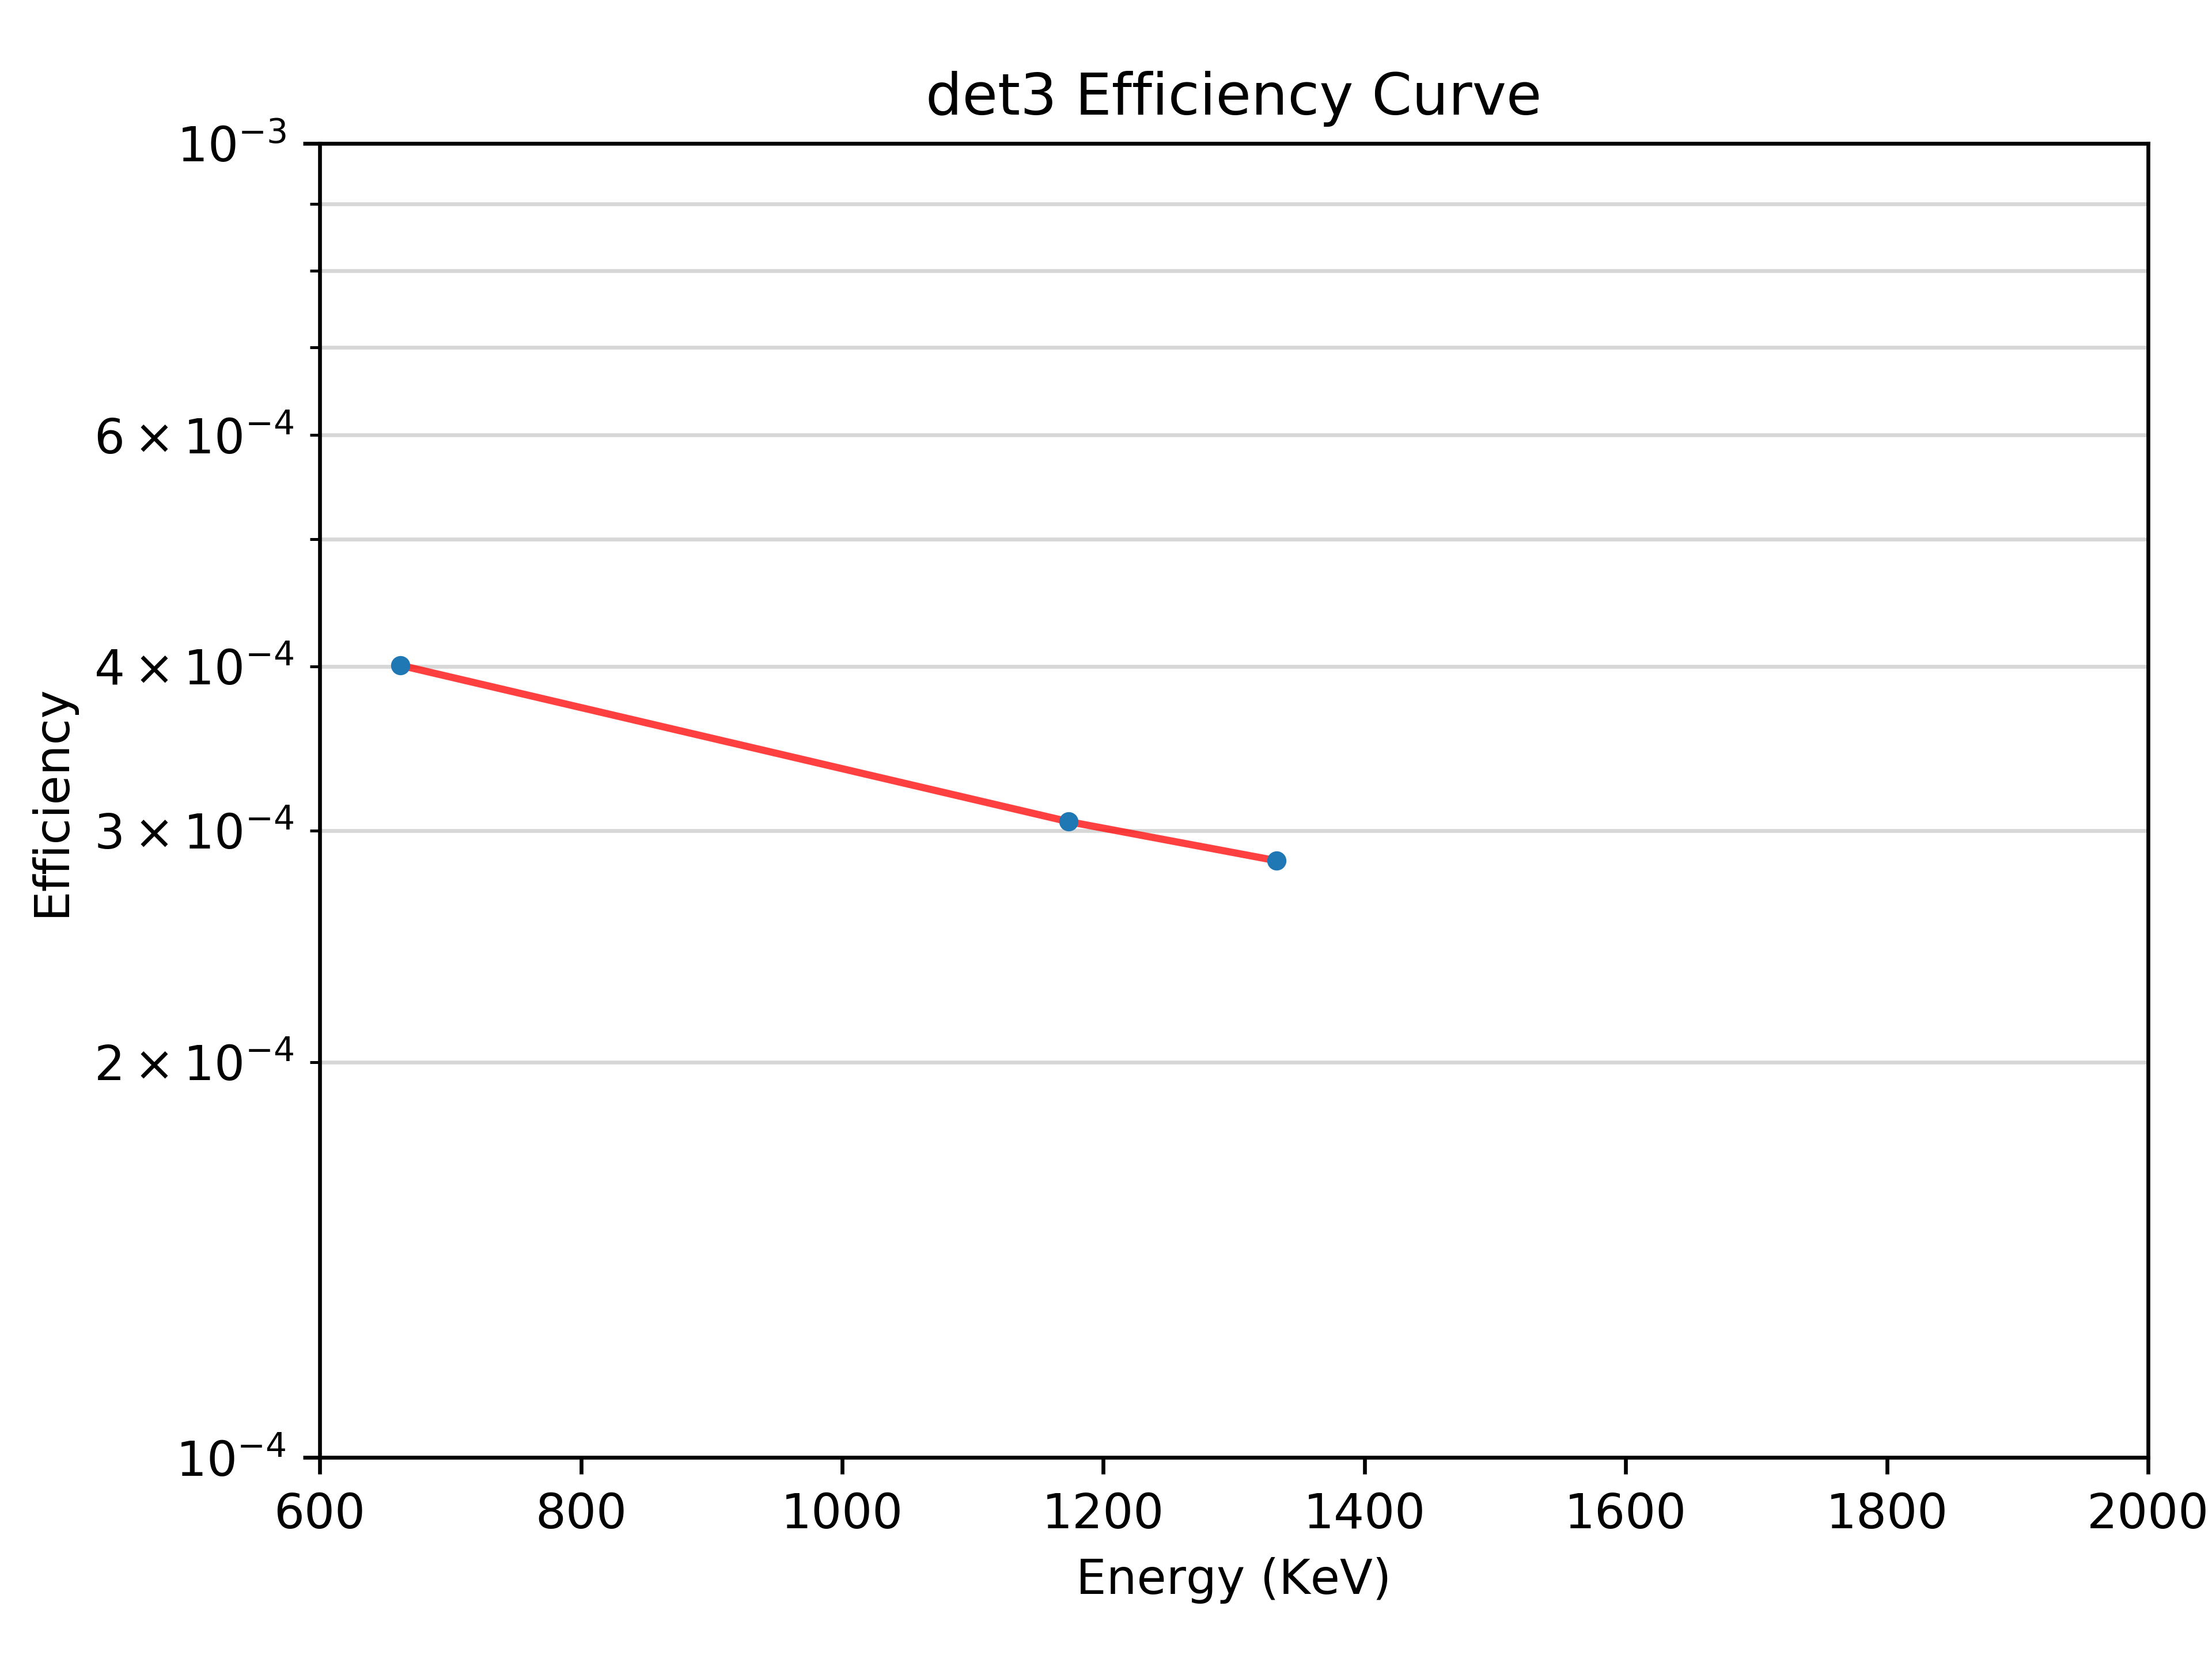 det3 Efficiency Curve
10⁻³
6 × 10⁻⁴
4 × 10⁻⁴
3 × 10⁻⁴
2 × 10⁻⁴
10⁻⁴
Efficiency
600 800 1000 1200 1400 1600 1800 2000
Energy (KeV)